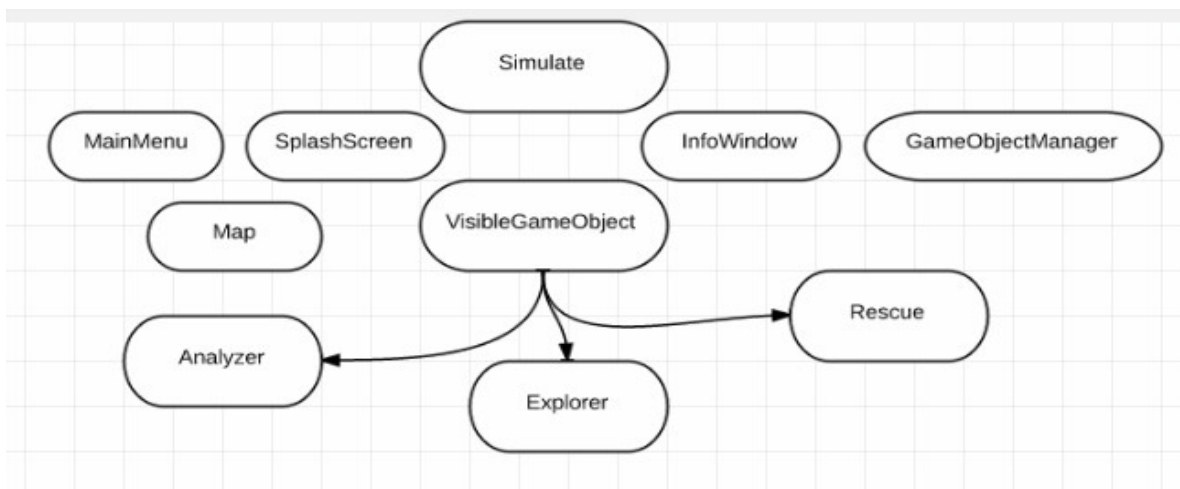 Simulate
MainMenu
SplashScreen
InfoWindow
GameObjectManager
VisibleGameObject
Map
Rescue
Analyzer
Explorer